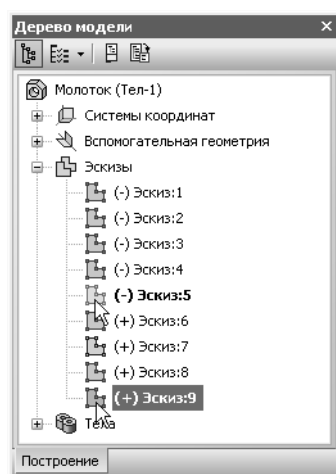 Дерево модели
Молоток (Тел-1)
Системы координат
Вспомогательная геометрия
Эскизы
(-) Эскиз:1
(-) Эскиз:2
(-) Эскиз:3
(-) Эскиз:4
(-) Эскиз:5
(+) Эскиз:6
(+) Эскиз:7
(+) Эскиз:8
(+) Эскиз:9
Тела
Построение